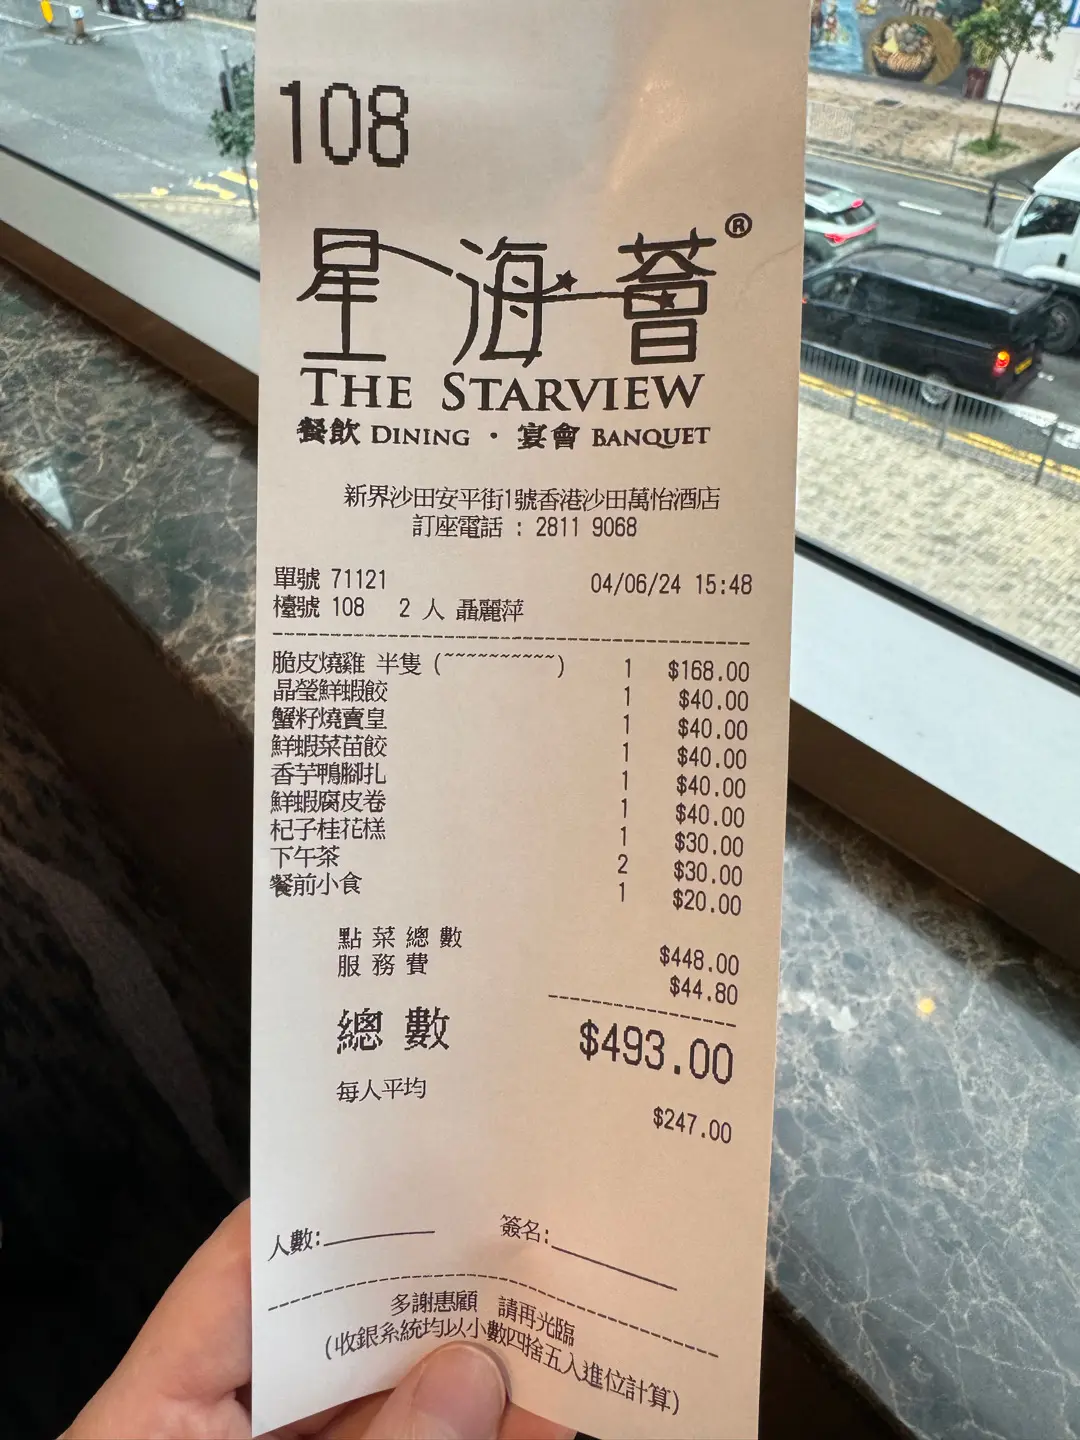 108
星海薈®
THE STARVIEW
餐飲 DINING · 宴會 BANQUET
新界沙田安平街1號香港沙田萬怡酒店
訂座電話 : 2811 9068
單號 71121 04/06/24 15:48
檯號 108 2 人 聶麗萍
脆皮燒雞 半隻 (~~~~~~~~~~) 1 $168.00
晶瑩鮮蝦餃 1 $40.00
蟹籽燒賣皇 1 $40.00
鮮蝦菜苗餃 1 $40.00
香芋鴨腳扎 1 $40.00
鮮蝦腐皮卷 1 $40.00
杞子桂花糕 1 $30.00
下午茶 2 $30.00
餐前小食 1 $20.00
點菜總數 $448.00
服務費 $44.80
總數 $493.00
每人平均 $247.00
人數: 簽名:
多謝惠顧 請再光臨
(收銀系統均以小數四捨五入進位計算)